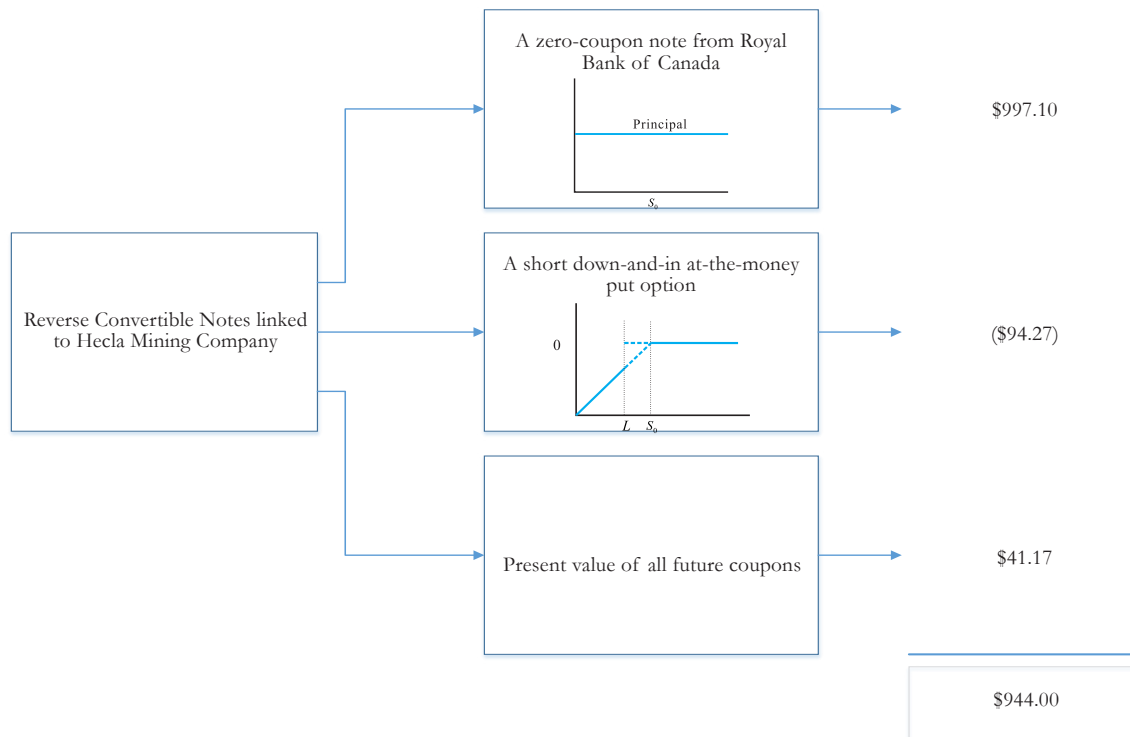 Reverse Convertible Notes linked
to Hecla Mining Company
A zero-coupon note from Royal
Bank of Canada
Principal
S₀
$997.10
A short down-and-in at-the-money
put option
0
L
S₀
($94.27)
Present value of all future coupons
$41.17
$944.00